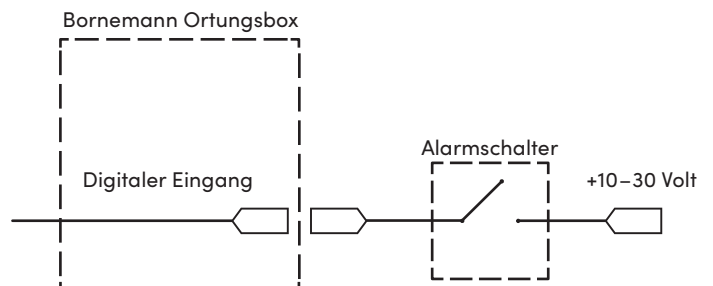 Bornemann Ortungsbox
Alarmschalter
Digitaler Eingang
+10–30 Volt